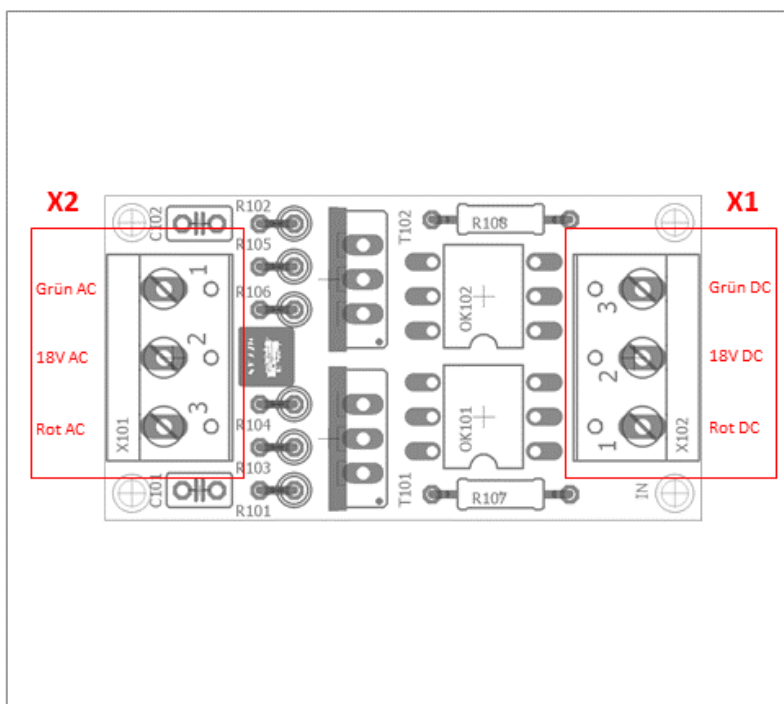 X2
X1
C102
R102
T102
R108
R105
Grün AC
1
R106
OK102
3
Grün DC
18V AC
2
2
18V DC
Rot AC
3
X101
R104
OK101
1
X102
Rot DC
R103
C101
R101
T101
R107
IN